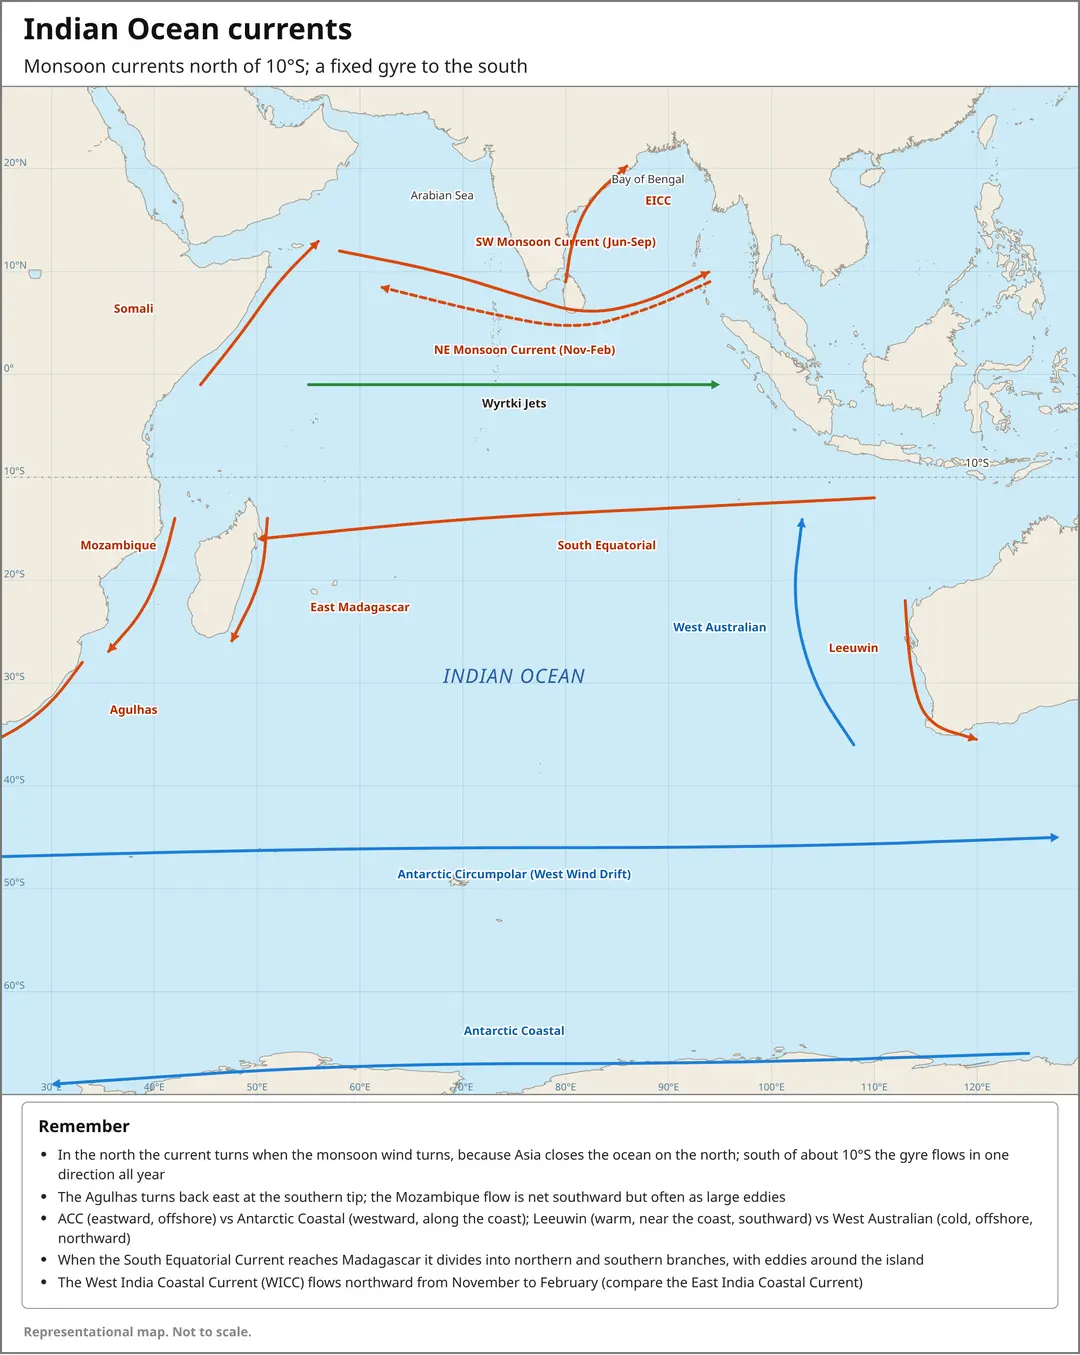 Indian Ocean currents
Monsoon currents north of 10°S; a fixed gyre to the south
20°N
Arabian Sea
Bay of Bengal
EICC
SW Monsoon Current (Jun-Sep)
10°N
Somali
NE Monsoon Current (Nov-Feb)
0°
Wyrtki Jets
10°S
10°S
Mozambique
South Equatorial
20°S
East Madagascar
West Australian
Leeuwin
30°S
INDIAN OCEAN
Agulhas
40°S
Antarctic Circumpolar (West Wind Drift)
50°S
60°S
Antarctic Coastal
30°E 40°E 50°E 60°E 70°E 80°E 90°E 100°E 110°E 120°E
Remember
• In the north the current turns when the monsoon wind turns, because Asia closes the ocean on the north; south of about 10°S the gyre flows in one
direction all year
• The Agulhas turns back east at the southern tip; the Mozambique flow is net southward but often as large eddies
• ACC (eastward, offshore) vs Antarctic Coastal (westward, along the coast); Leeuwin (warm, near the coast, southward) vs West Australian (cold, offshore,
northward)
• When the South Equatorial Current reaches Madagascar it divides into northern and southern branches, with eddies around the island
• The West India Coastal Current (WICC) flows northward from November to February (compare the East India Coastal Current)
Representational map. Not to scale.